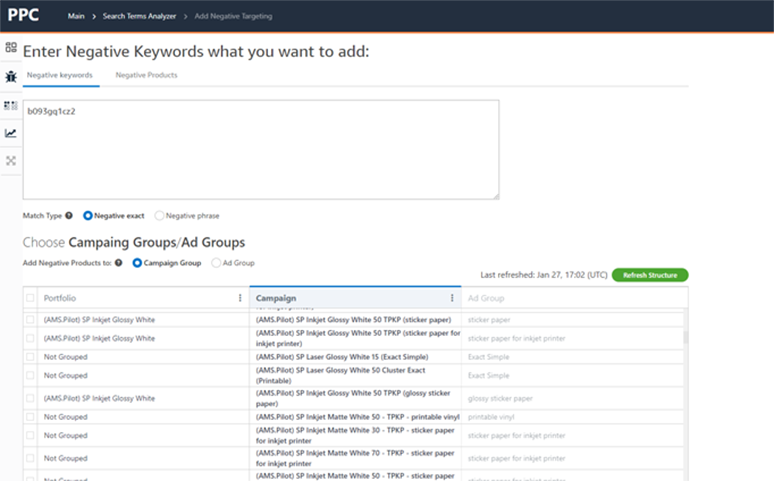 PPC Main Search Terms Analyzer Add Negative Targeting
Enter Negative Keywords what you want to add:
Negative keywords Negative Products
b093gq1cz2
Match Type Negative exact Negative phrase
Choose Campaing Groups/Ad Groups
Add Negative Products to: Campaign Group Ad Group
Last refreshed: Jan 27, 17:02 (UTC) Refresh Structure
Portfolio Campaign Ad Group
(AMS.Pilot) SP Inkjet Glossy White (AMS.Pilot) SP Inkjet Glossy White 50 TPKP (sticker paper) sticker paper
(AMS.Pilot) SP Inkjet Glossy White (AMS.Pilot) SP Inkjet Glossy White 50 TPKP (sticker paper for sticker paper for inkjet printer
inkjet printer)
Not Grouped (AMS.Pilot) SP Laser Glossy White 15 (Exact Simple) Exact Simple
Not Grouped (AMS.Pilot) SP Laser Glossy White 50 Cluster Exact Exact Simple
(Printable)
(AMS.Pilot) SP Inkjet Glossy White (AMS.Pilot) SP Inkjet Glossy White 50 TPKP (glossy sticker glossy sticker paper
paper)
Not Grouped (AMS.Pilot) SP Inkjet Matte White 50 - TPKP - printable vinyl printable vinyl
Not Grouped (AMS.Pilot) SP Inkjet Matte White 30 - TPKP - sticker paper sticker paper for inkjet printer
for inkjet printer
Not Grouped (AMS.Pilot) SP Inkjet Matte White 70 - TPKP - sticker paper sticker paper for inkjet printer
for inkjet printer
(AMS.Pilot) SP Inkjet Matte White 50 - TPKP - sticker paper